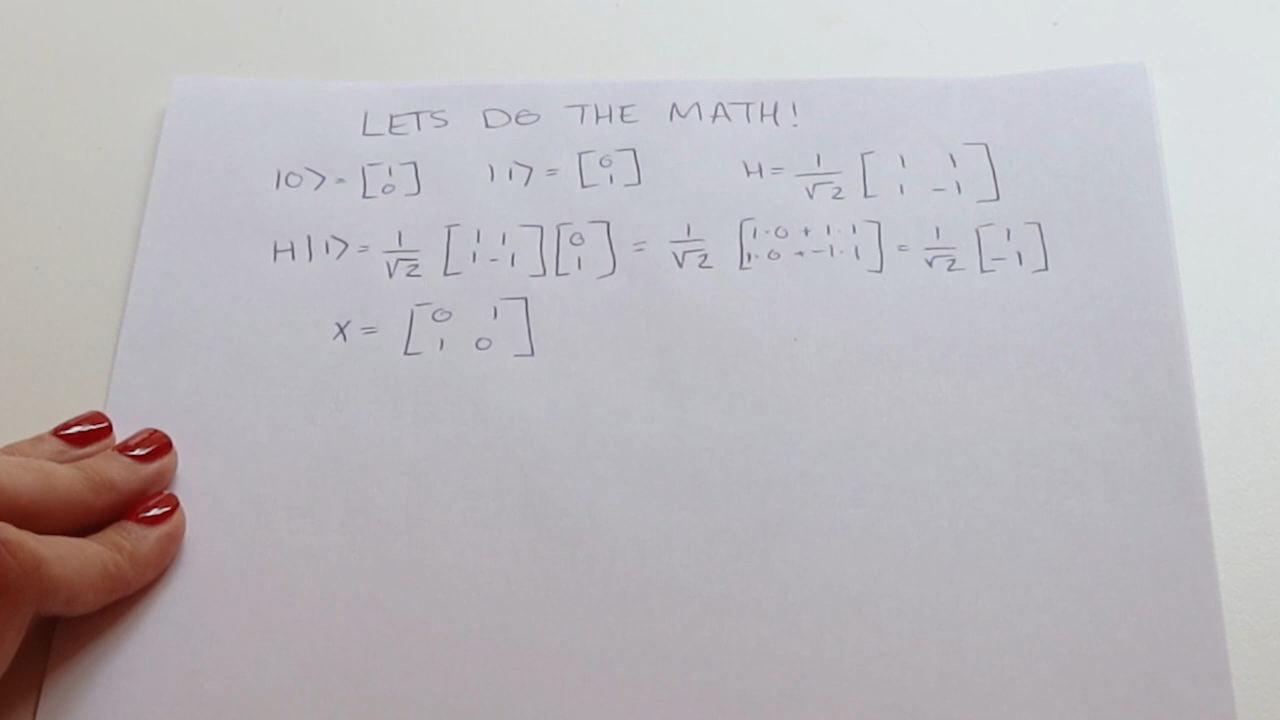 LETS DO THE MATH!
|0> = [1 0] |1> = [0 1] H = 1/√2 [1 1 1 -1]
H|1> = 1/√2 [1 1 1 -1] [0 1] = 1/√2 [1·0 + 1·1 1·0 + -1·1] = 1/√2 [1 -1]
X = [0 1 1 0]